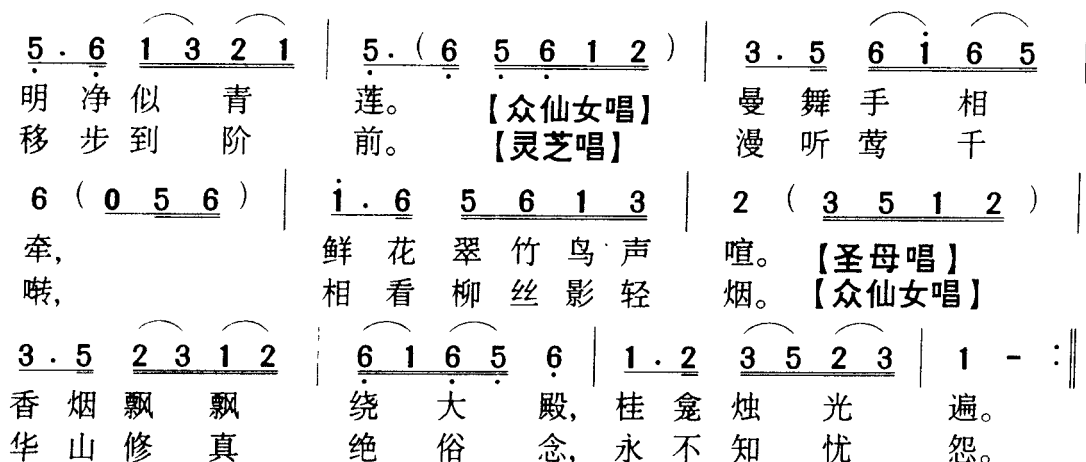 5 . 6 1 3 2 1 | 5 . ( 6 5 6 1 2 ) | 3 . 5 6 i 6 5 |
明 净 似 青 莲。 【众仙女唱】 曼 舞 手 相
移 步 到 阶 前。 【灵芝唱】 漫 听 莺 千
6 ( 0 5 6 ) | i . 6 5 6 1 3 | 2 ( 3 5 1 2 ) |
牵, 鲜 花 翠 竹 鸟 声 喧。 【圣母唱】
啭, 相 看 柳 丝 影 轻 烟。 【众仙女唱】
3 . 5 2 3 1 2 | 6 1 6 5 6 | 1 . 2 3 5 2 3 | 1 - :‖
香 烟 飘 飘 绕 大 殿, 桂 龛 烛 光 遍。
华 山 修 真 绝 俗 念, 永 不 知 忧 怨。